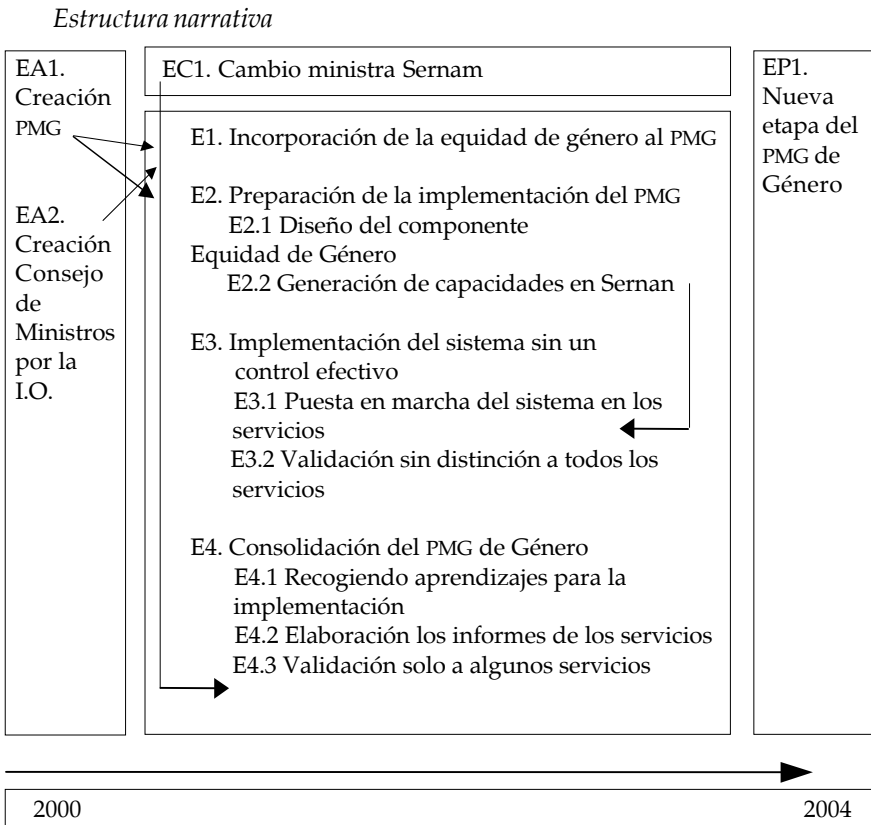 Estructura narrativa
EA1.
Creación
PMG
EA2.
Creación
Consejo
de
Ministros
por la
I.O.
EC1. Cambio ministra Sernam
E1. Incorporación de la equidad de género al PMG
E2. Preparación de la implementación del PMG
E2.1 Diseño del componente
Equidad de Género
E2.2 Generación de capacidades en Sernan
E3. Implementación del sistema sin un
control efectivo
E3.1 Puesta en marcha del sistema en los
servicios
E3.2 Validación sin distinción a todos los
servicios
E4. Consolidación del PMG de Género
E4.1 Recogiendo aprendizajes para la
implementación
E4.2 Elaboración los informes de los servicios
E4.3 Validación solo a algunos servicios
EP1.
Nueva
etapa del
PMG de
Género
2000
2004